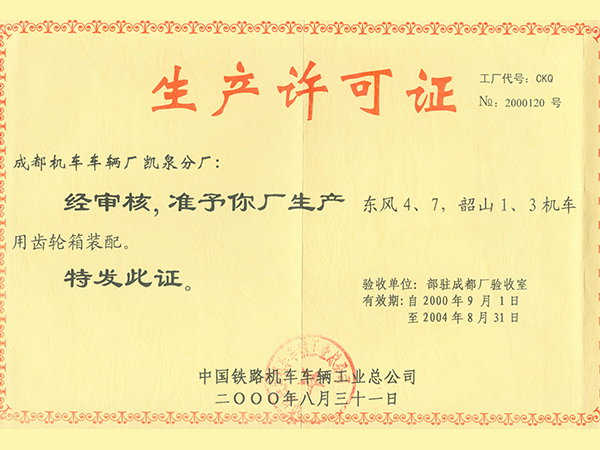 生产许可证
工厂代号：CKQ
№：2000120 号
成都机车车辆厂凯泉分厂：
经审核，准予你厂生产 东风 4、7，韶山 1、3 机车
用齿轮箱装配。
特发此证。
验收单位：部驻成都厂验收室
有效期：自 2000 年 9 月 1 日
至 2004 年 8 月 31 日
中国铁路机车车辆工业总公司
二〇〇〇年八月三十一日